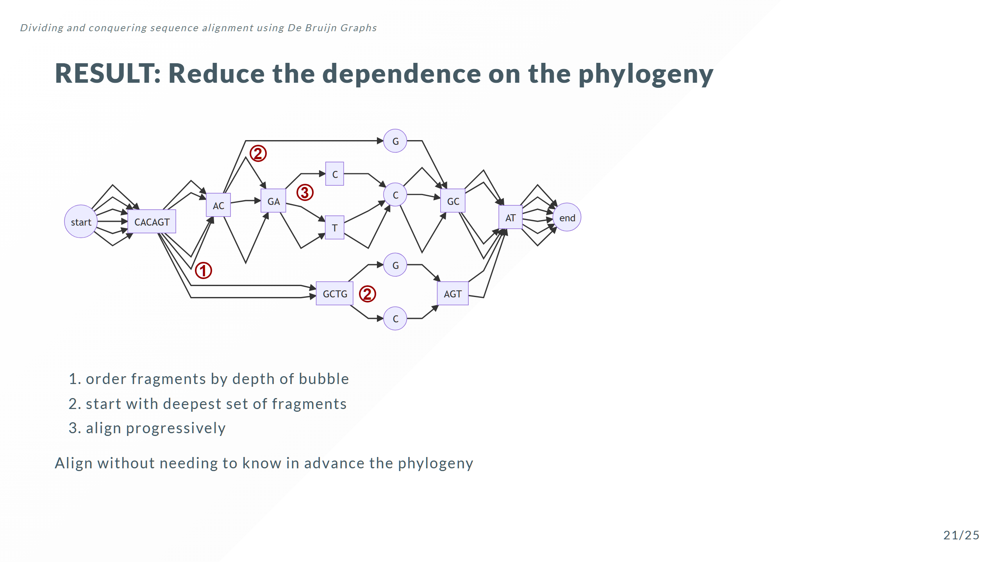 Dividing and conquering sequence alignment using De Bruijn Graphs
RESULT: Reduce the dependence on the phylogeny
G
②
C
③
C
start
CACAGT
AC
GA
GC
AT
end
T
①
G
GCTG
②
AGT
C
1. order fragments by depth of bubble
2. start with deepest set of fragments
3. align progressively
Align without needing to know in advance the phylogeny
21/25